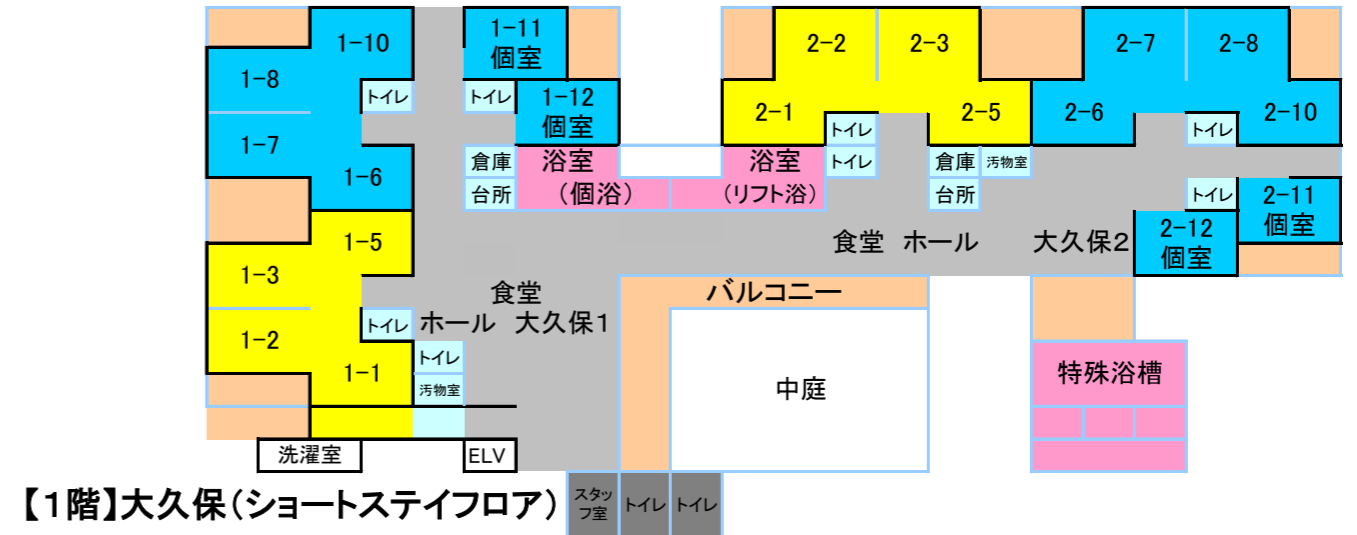 1-10
1-11
個室
2-2
2-3
2-7
2-8
1-8
トイレ
トイレ
1-12
個室
2-1
トイレ
2-5
2-6
トイレ
2-10
1-7
1-6
倉庫
浴室
浴室
トイレ
倉庫
汚物室
台所
(個浴)
(リフト浴)
台所
トイレ
2-11
個室
1-5
食堂 ホール 大久保2
2-12
個室
1-3
食堂
ホール 大久保1
バルコニー
1-2
トイレ
1-1
トイレ
汚物室
中庭
特殊浴槽
洗濯室
ELV
【1階】大久保(ショートステイフロア)
スタッ
フ室
トイレ
トイレ